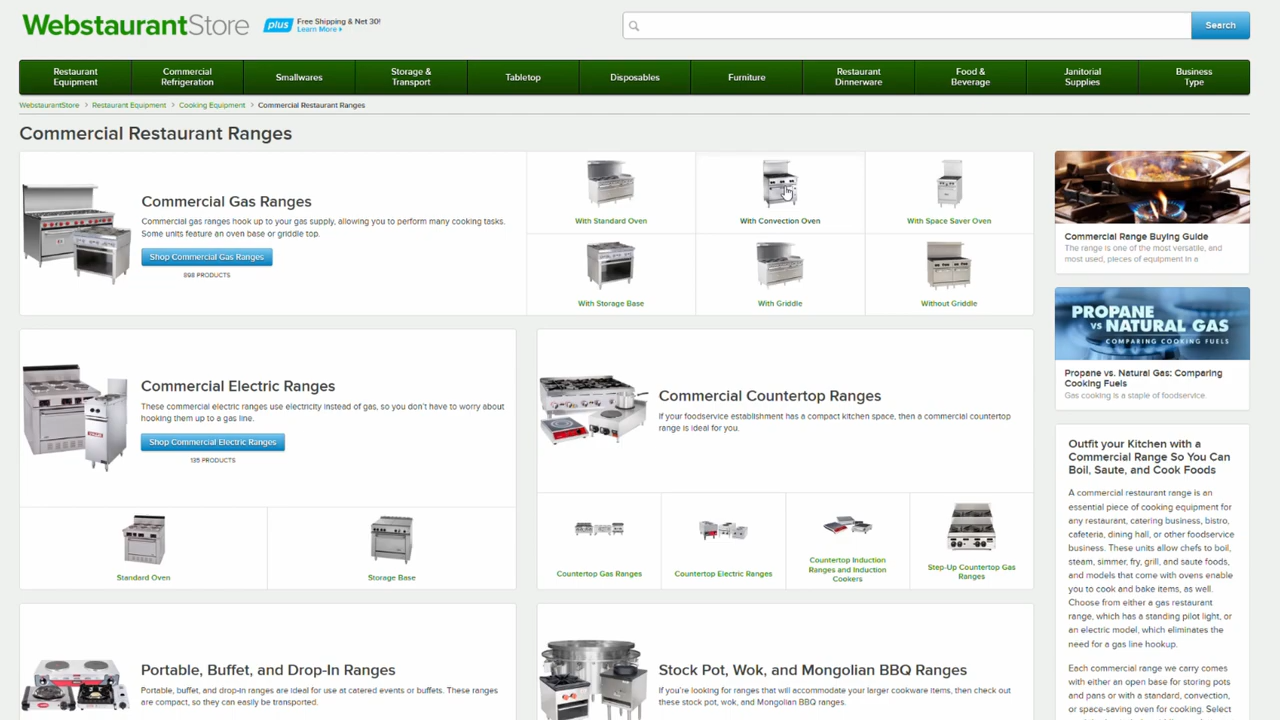 WebstaurantStore
plus
Free Shipping & Net 30!
Learn More
Search
Restaurant
Equipment
Commercial
Refrigeration
Smallwares
Storage &
Transport
Tabletop
Disposables
Furniture
Restaurant
Dinnerware
Food &
Beverage
Janitorial
Supplies
Business
Type
WebstaurantStore > Restaurant Equipment > Cooking Equipment > Commercial Restaurant Ranges
Commercial Restaurant Ranges
Commercial Gas Ranges
Commercial gas ranges hook up to your gas supply, allowing you to perform many cooking tasks.
Some units feature an oven base or griddle top.
Shop Commercial Gas Ranges
898 PRODUCTS
With Standard Oven
With Convection Oven
With Space Saver Oven
With Storage Base
With Griddle
Without Griddle
Commercial Electric Ranges
These commercial electric ranges use electricity instead of gas, so you don't have to worry about
hooking them up to a gas line.
Shop Commercial Electric Ranges
135 PRODUCTS
Standard Oven
Storage Base
Commercial Countertop Ranges
If your foodservice establishment has a compact kitchen space, then a commercial countertop
range is ideal for you.
Countertop Gas Ranges
Countertop Electric Ranges
Countertop Induction
Ranges and Induction
Cookers
Step-Up Countertop Gas
Ranges
Portable, Buffet, and Drop-In Ranges
Portable, buffet, and drop-in ranges are ideal for use at catered events or buffets. These ranges
are compact, so they can easily be transported.
Stock Pot, Wok, and Mongolian BBQ Ranges
If you're looking for ranges that will accommodate your larger cookware items, then check out
these stock pot, wok, and Mongolian BBQ ranges.
Commercial Range Buying Guide
The range is one of the most versatile, and
most used, pieces of equipment in a
PROPANE
VS NATURAL GAS
COMPARING COOKING FUELS
Propane vs. Natural Gas: Comparing
Cooking Fuels
Gas cooking is a staple of foodservice.
Outfit your Kitchen with a
Commercial Range So You Can
Boil, Saute, and Cook Foods
A commercial restaurant range is an
essential piece of cooking equipment for
any restaurant, catering business, bistro,
cafeteria, dining hall, or other foodservice
business. These units allow chefs to boil,
steam, simmer, fry, grill, and saute foods,
and models that come with ovens enable
you to cook and bake items, as well.
Choose from either a gas restaurant
range, which has a standing pilot light, or
an electric model, which eliminates the
need for a gas line hookup.
Each commercial range we carry comes
with either an open base for storing pots
and pans or with a standard, convection,
or space-saving oven for cooking. Select